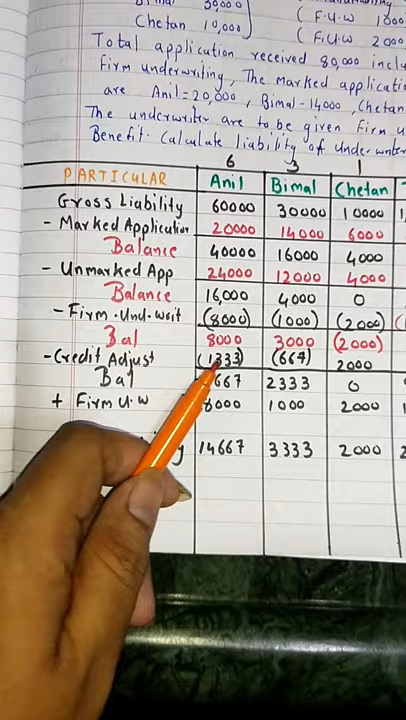 30000
Chetan 10,000
(F.U.W 1000
(FiU.W 2000
Total application received 80,000 inclu
Firm underwriting, The Marked applicatio
are Anil = 20,000, Bimal - 14000, Chetan
The underwriter are to be given Firm u
Benefit. Calculate liability of underwriter
6 3 1
PARTICULAR Anil Bimal Chetan
Gross Liability 60000 30000 10000
- Marked Application 20000 14000 6000
Balance 40000 16000 4000
- Unmarked App 24000 12000 4000
Balance 16,000 4000 0
- Firm.Und-writ (8000) (1000) (2000)
Bal 8000 3000 (2000)
- Credit Adjust (1333) (667) 2000
Bal 667 2333 0
+ Firm U.W 8000 1000 2000
y 14667 3333 2000